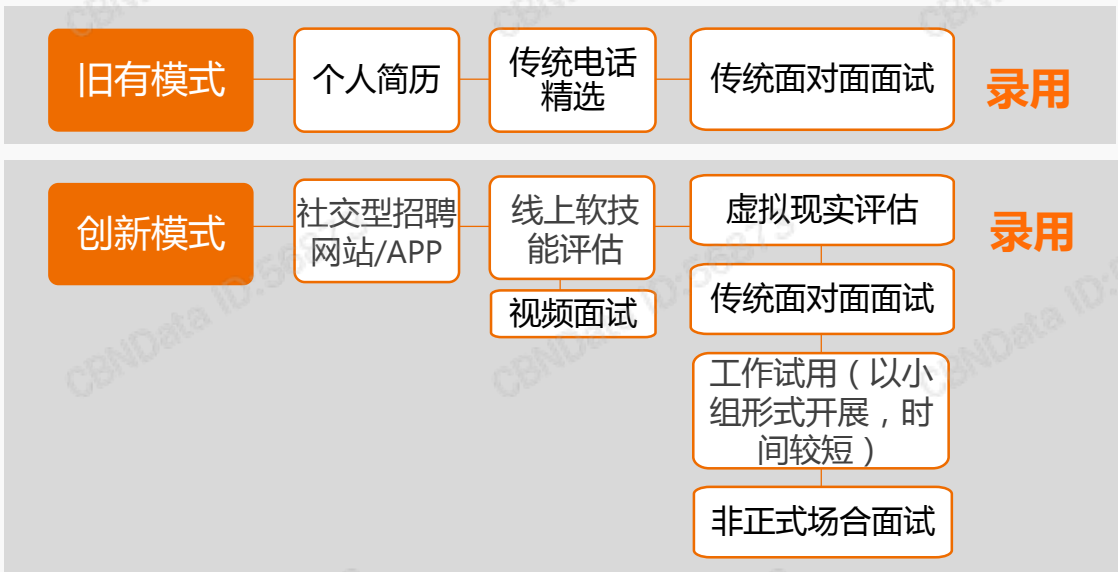 旧有模式
个人简历
传统电话
精选
传统面对面面试
录用
创新模式
社交型招聘
网站/APP
线上软技
能评估
视频面试
虚拟现实评估
传统面对面面试
工作试用（以小
组形式开展，时
间较短）
非正式场合面试
录用
CBNData ID:56873